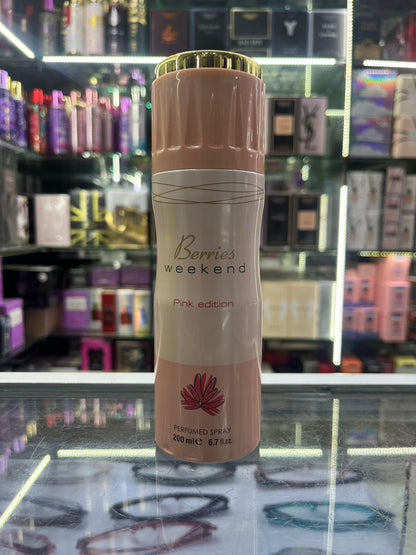 Berries
weekend
Pink edition
PERFUMED SPRAY
200 ml℮ 6.7 fl.oz.